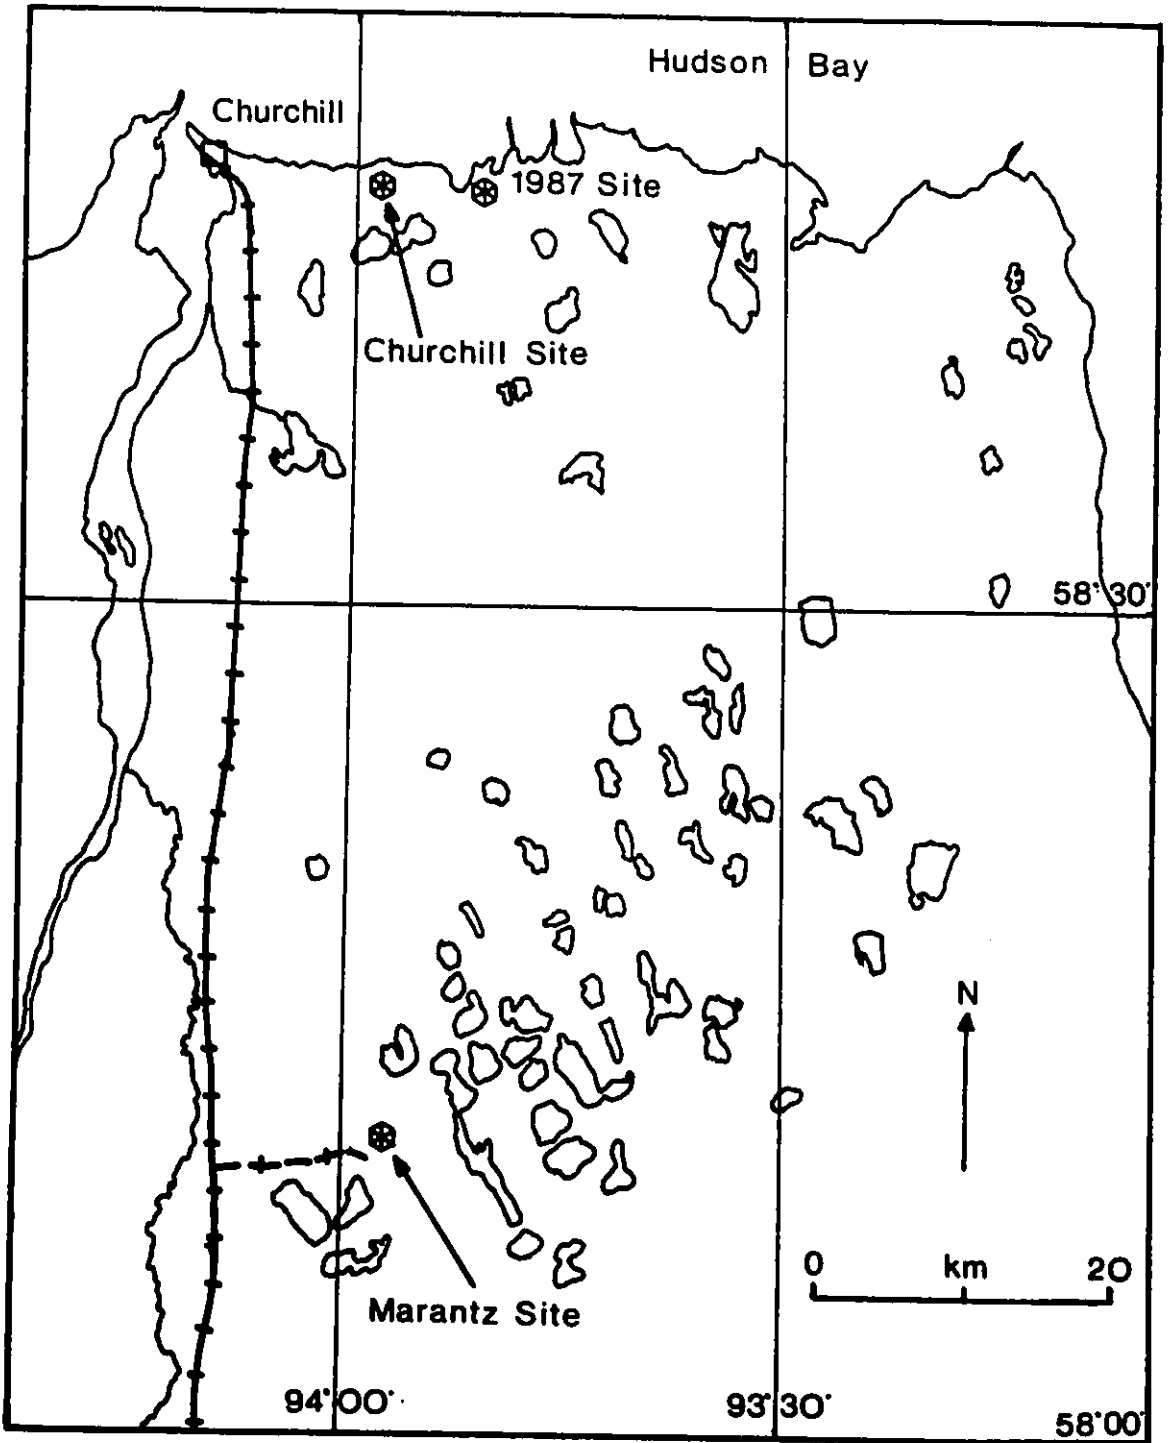 Hudson Bay
Churchill
1987 Site
Churchill Site
58°30'
N
0 km 20
Marantz Site
94°00'
93°30'
58°00'